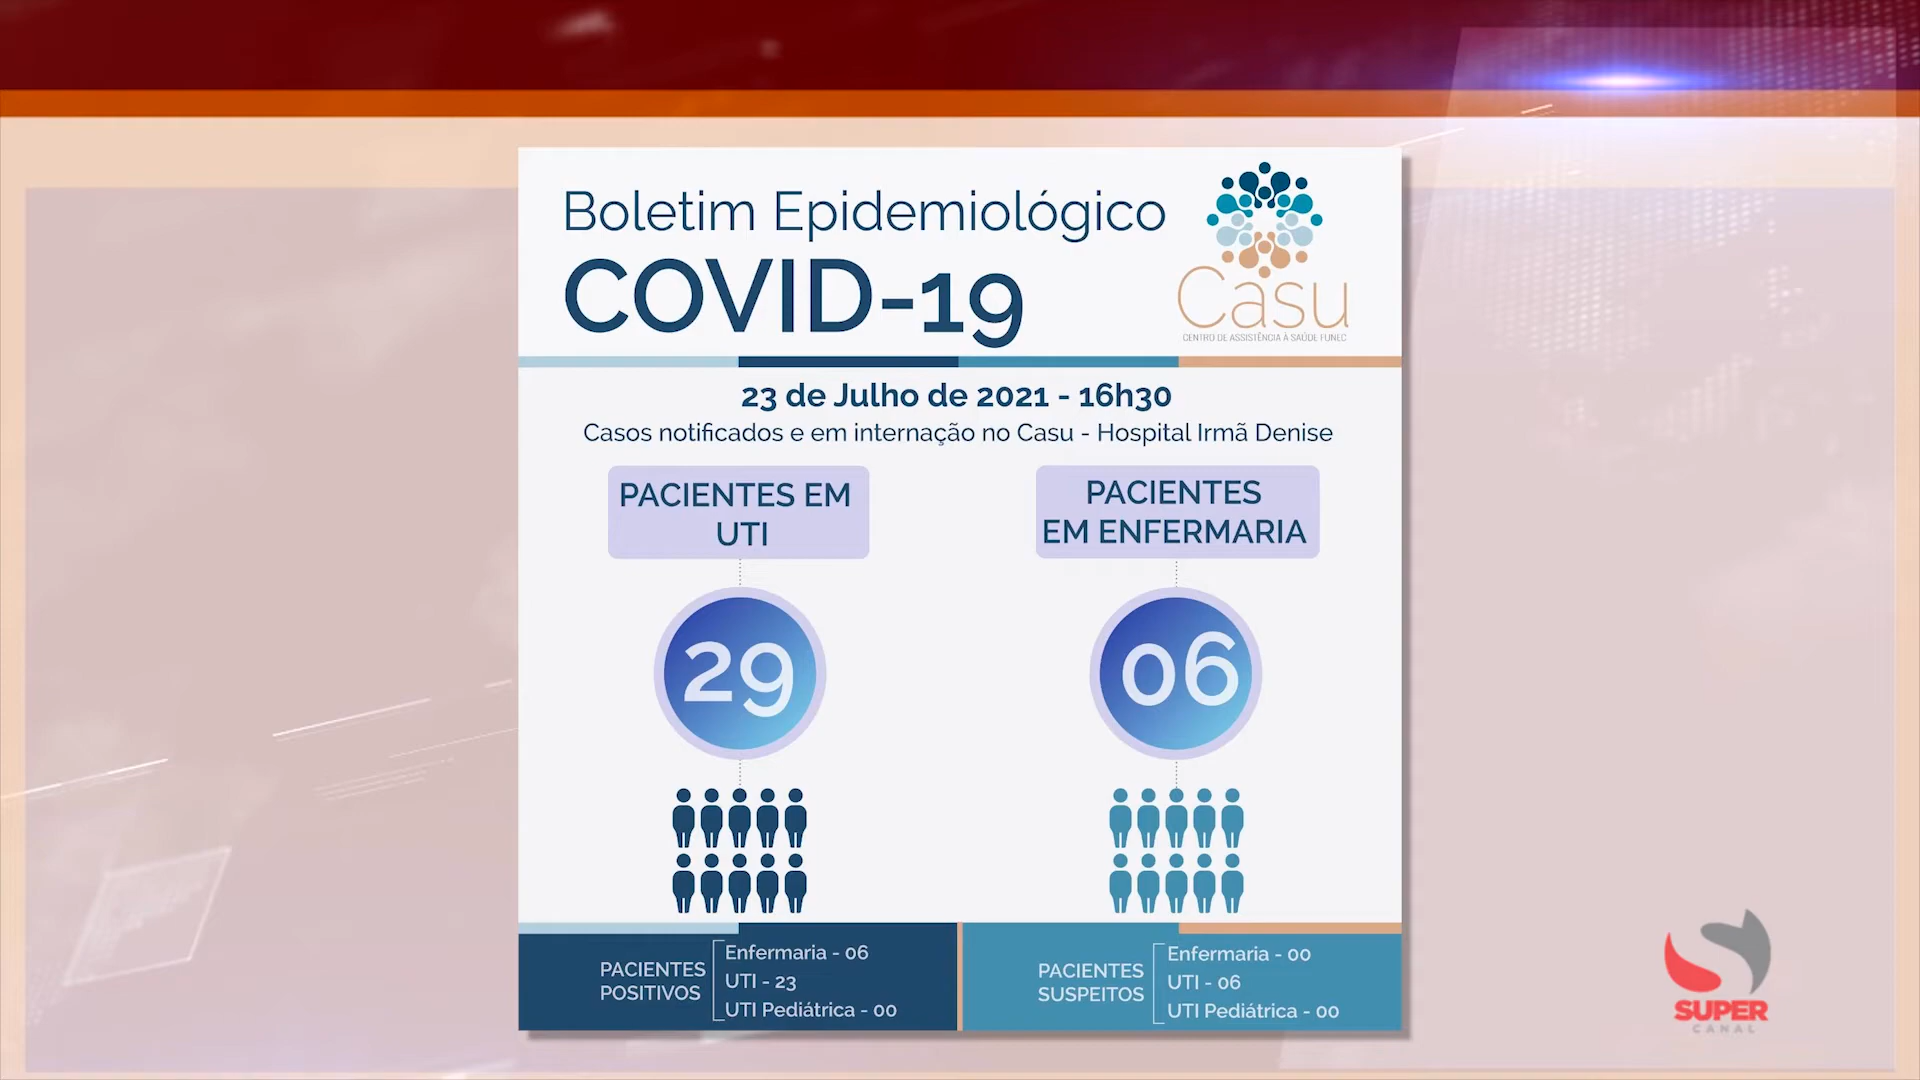 Boletim Epidemiológico
COVID-19
Casu
CENTRO DE ASSISTÊNCIA À SAÚDE FUNEC
23 de Julho de 2021 - 16h30
Casos notificados e em internação no Casu - Hospital Irmã Denise
PACIENTES EM
UTI
29
PACIENTES
EM ENFERMARIA
06
PACIENTES
POSITIVOS
Enfermaria - 06
UTI - 23
UTI Pediátrica - 00
PACIENTES
SUSPEITOS
Enfermaria - 00
UTI - 06
UTI Pediátrica - 00
SUPER
CANAL